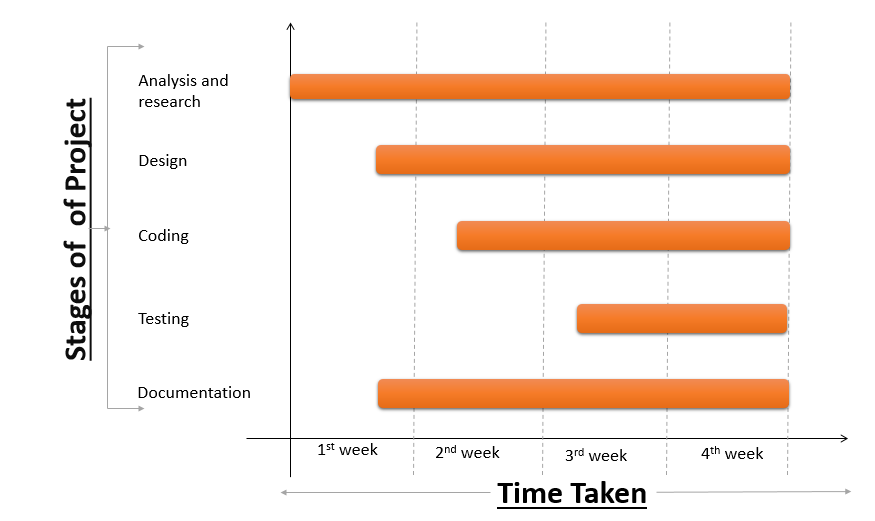 Stages of of Project
Analysis and
research
Design
Coding
Testing
Documentation
1st week
2nd week
3rd week
4th week
Time Taken